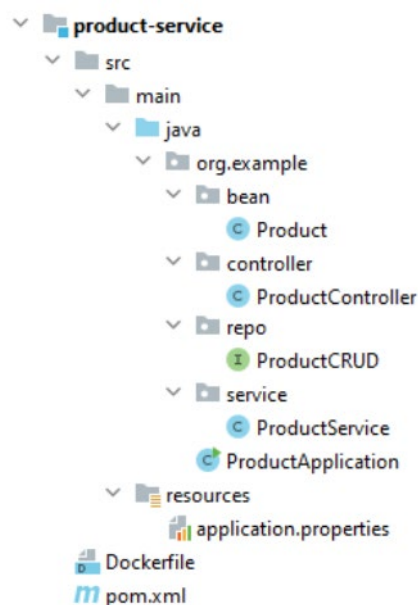 product-service
src
main
java
org.example
bean
C Product
controller
C ProductController
repo
I ProductCRUD
service
C ProductService
C ProductApplication
resources
application.properties
D Dockerfile
m pom.xml